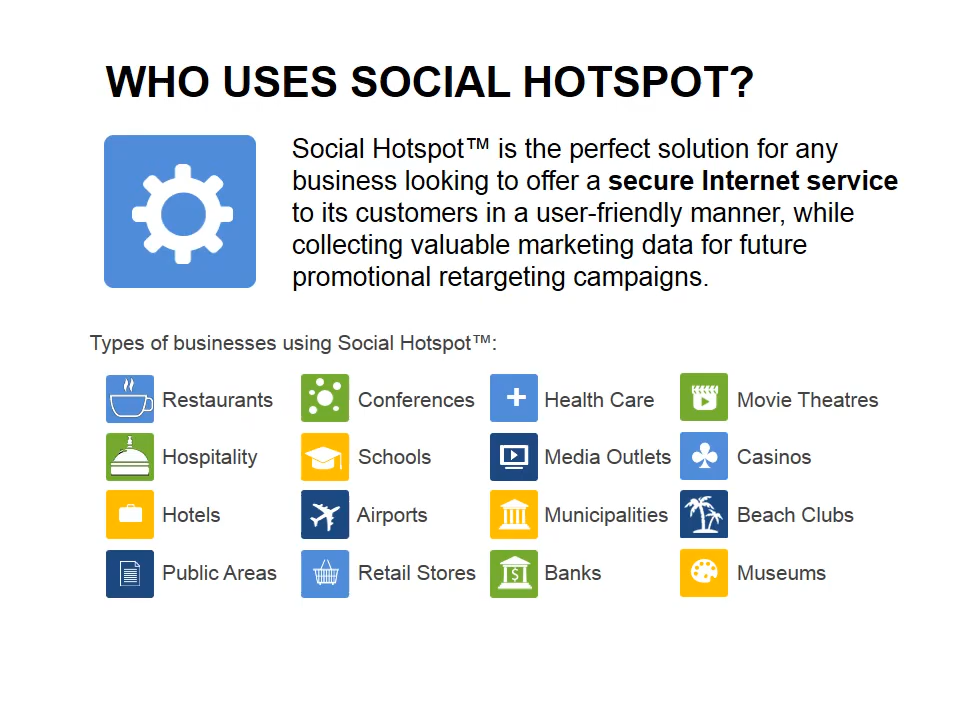 WHO USES SOCIAL HOTSPOT?
Social Hotspot™ is the perfect solution for any
business looking to offer a secure Internet service
to its customers in a user-friendly manner, while
collecting valuable marketing data for future
promotional retargeting campaigns.
Types of businesses using Social Hotspot™:
Restaurants
Conferences
Health Care
Movie Theatres
Hospitality
Schools
Media Outlets
Casinos
Hotels
Airports
Municipalities
Beach Clubs
Public Areas
Retail Stores
$
Banks
Museums